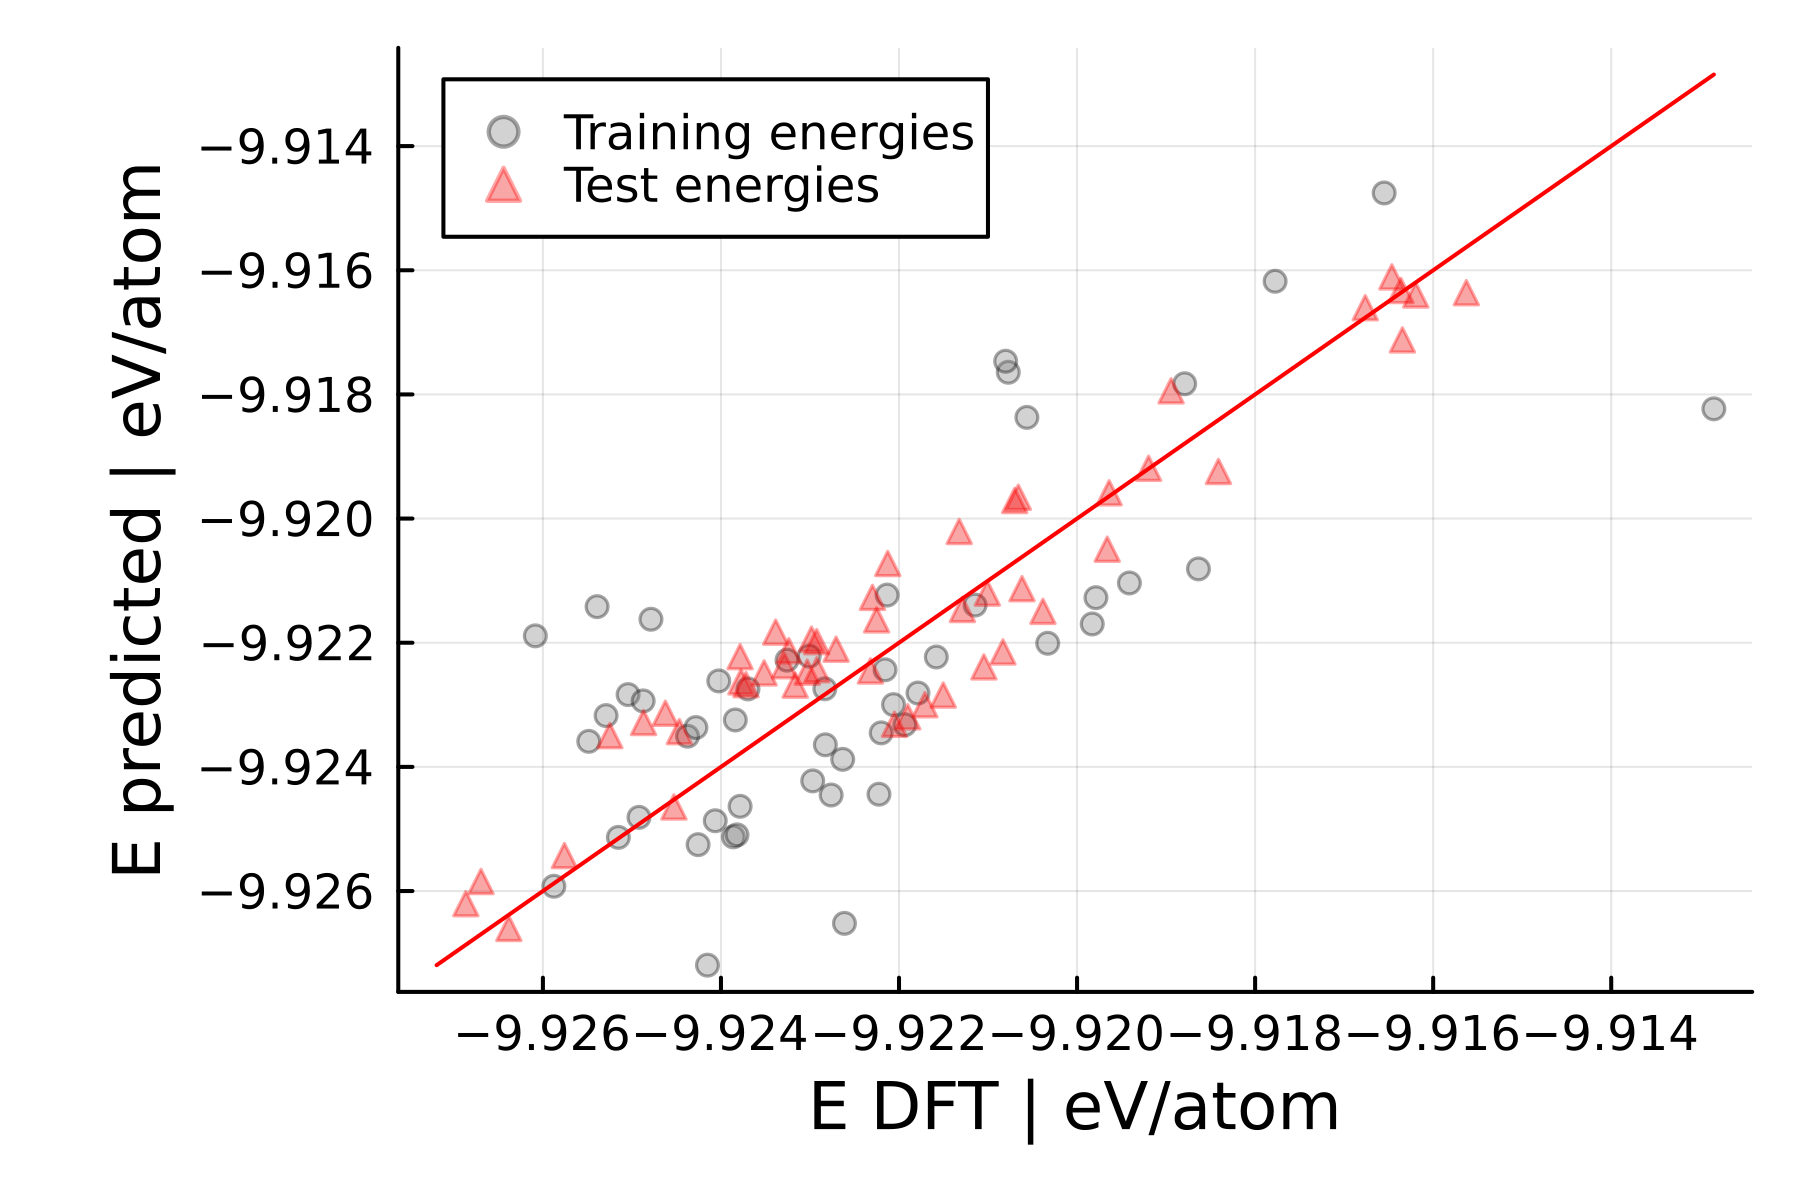 Training energies
Test energies
−9.914
−9.916
−9.918
−9.920
−9.922
−9.924
−9.926
E predicted | eV/atom
−9.926 −9.924 −9.922 −9.920 −9.918 −9.916 −9.914
E DFT | eV/atom